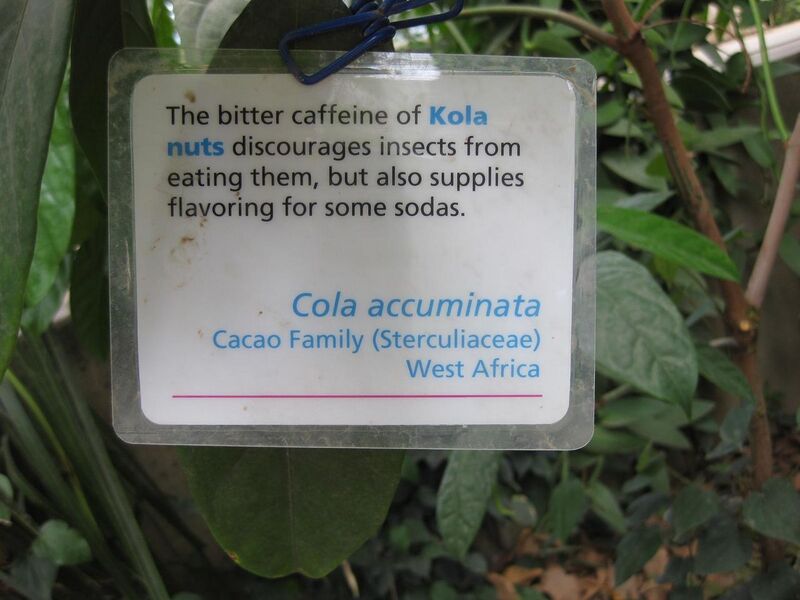 The bitter caffeine of Kola
nuts discourages insects from
eating them, but also supplies
flavoring for some sodas.
Cola accuminata
Cacao Family (Sterculiaceae)
West Africa